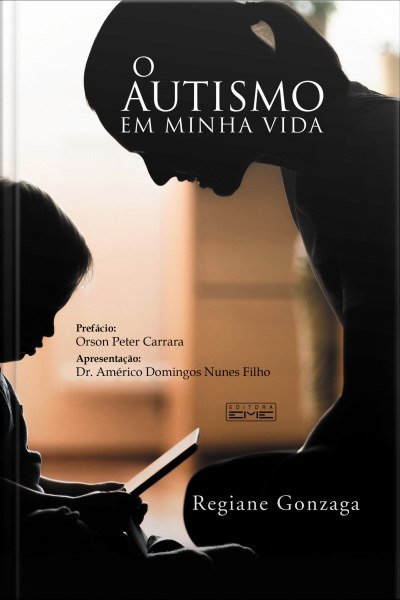 O
AUTISMO
EM MINHA VIDA
Prefácio:
Orson Peter Carrara
Apresentação:
Dr. Américo Domingos Nunes Filho
EDITORA
EME
Regiane Gonzaga